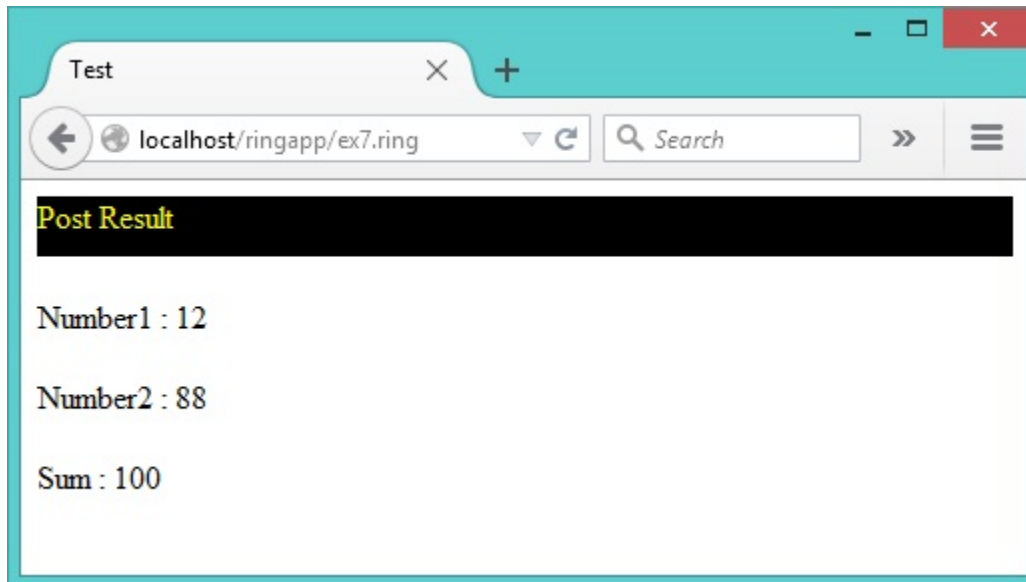 Test
localhost/ringapp/ex7.ring
Search
Post Result
Number1 : 12
Number2 : 88
Sum : 100